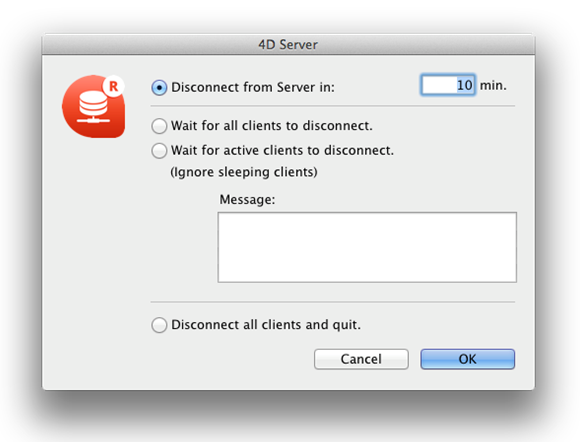 4D Server
R
Disconnect from Server in: 10 min.
Wait for all clients to disconnect.
Wait for active clients to disconnect.
(Ignore sleeping clients)
Message:
Disconnect all clients and quit.
Cancel OK